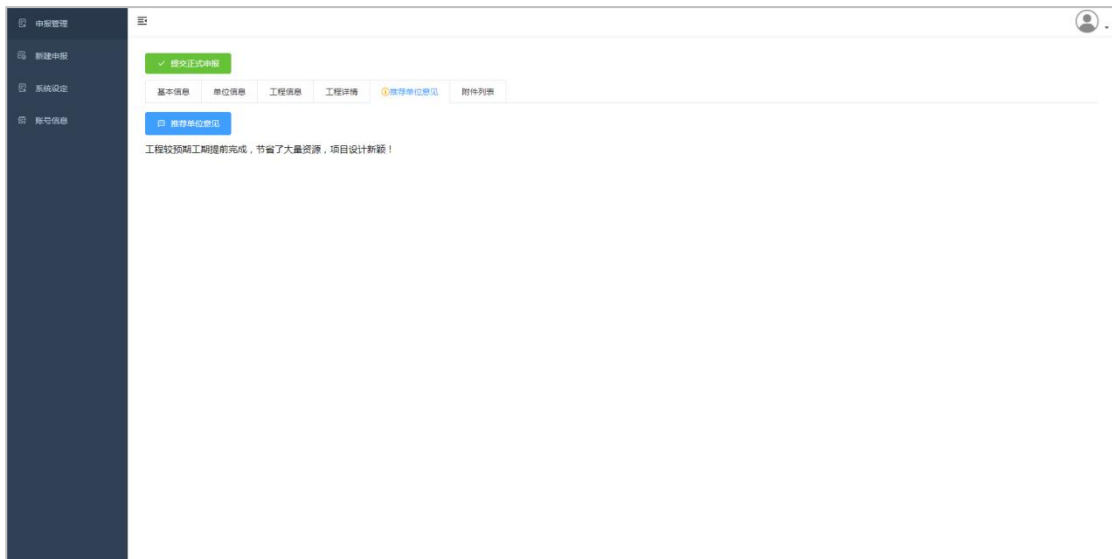 申报管理
新建申报
系统设定
账号信息
提交正式申报
基本信息 单位信息 工程信息 工程详情 推荐单位意见 附件列表
推荐单位意见
工程较预期工期提前完成，节省了大量资源，项目设计新颖！